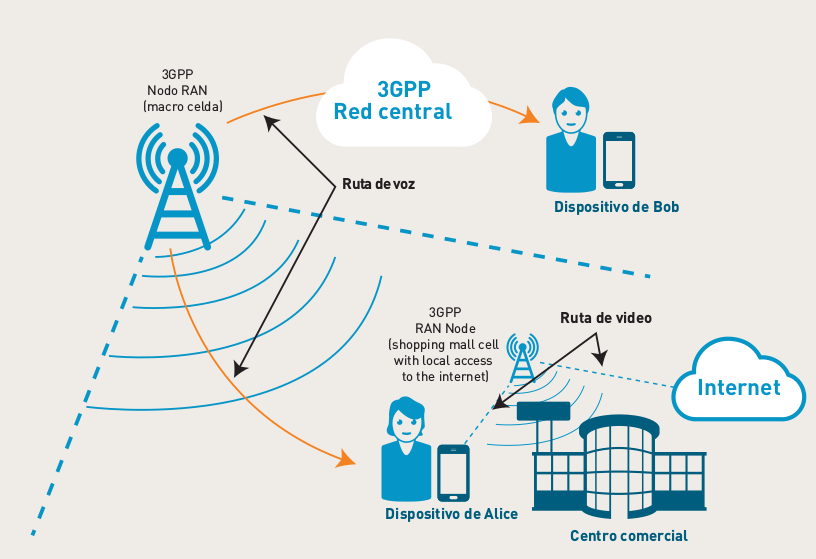 3GPP
Nodo RAN
(macro celda)
3GPP
Red central
Ruta de voz
Dispositivo de Bob
3GPP
RAN Node
(shopping mall cell
with local access
to the internet)
Ruta de video
Internet
Dispositivo de Alice
Centro comercial